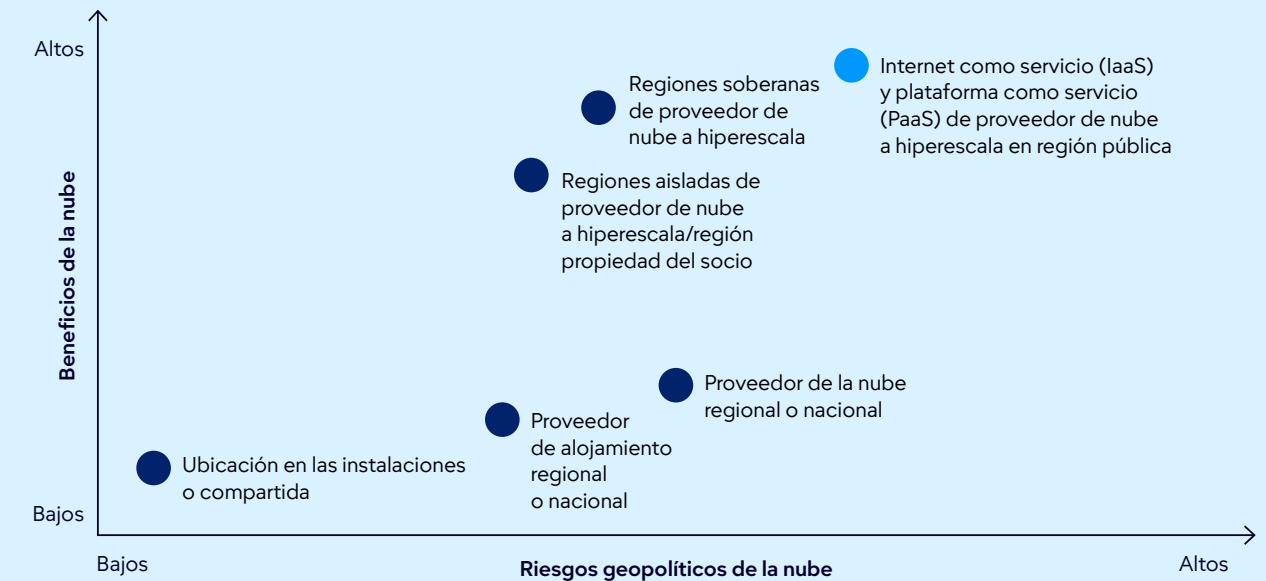 Altos
Beneficios de la nube
Bajos
Regiones soberanas
de proveedor de
nube a hiperescala
Internet como servicio (IaaS)
y plataforma como servicio
(PaaS) de proveedor de nube
a hiperescala en región pública
Regiones aisladas de
proveedor de nube
a hiperescala/región
propiedad del socio
Proveedor de la nube
regional o nacional
Proveedor
de alojamiento
regional
o nacional
Ubicación en las instalaciones
o compartida
Bajos
Riesgos geopolíticos de la nube
Altos